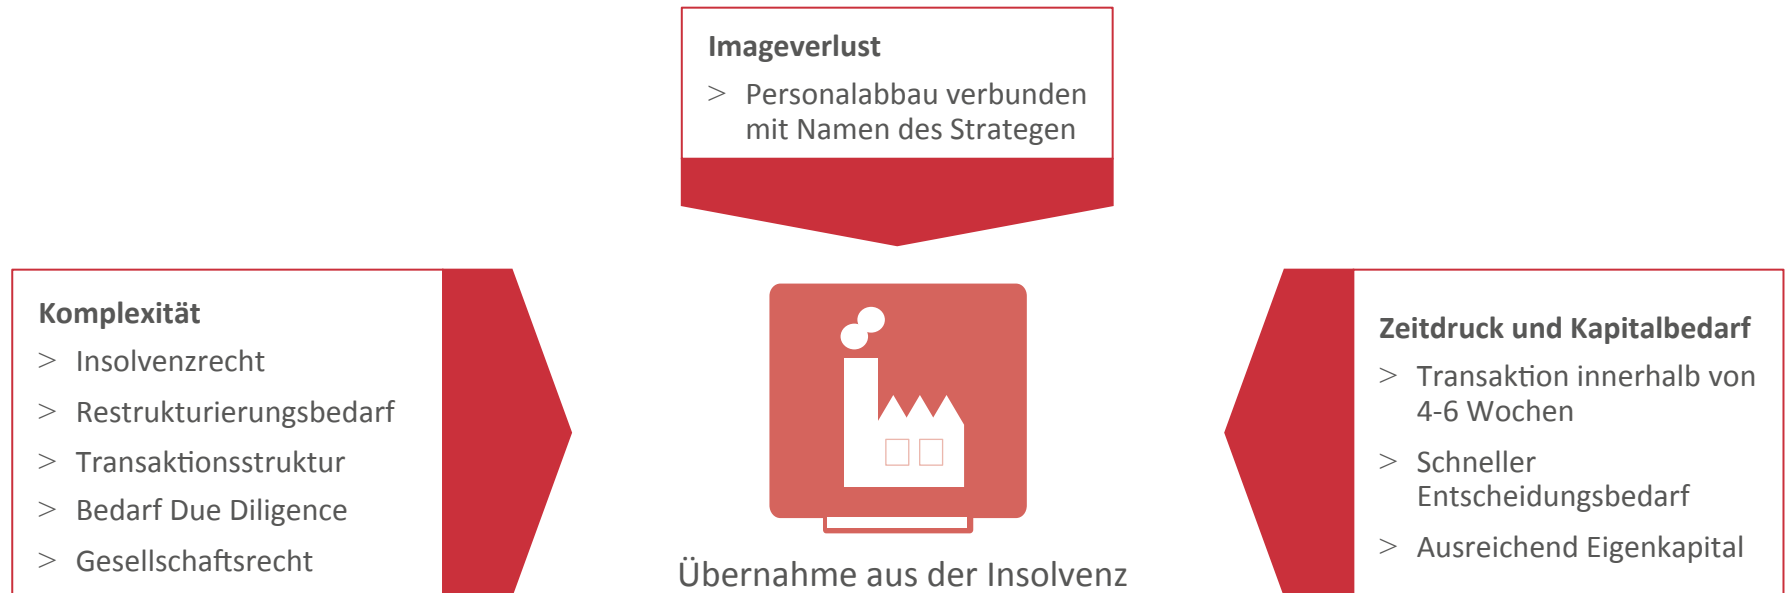 Imageverlust
> Personalabbau verbunden
mit Namen des Strategen
Komplexität
> Insolvenzrecht
> Restrukturierungsbedarf
> Transaktionsstruktur
> Bedarf Due Diligence
> Gesellschaftsrecht
Übernahme aus der Insolvenz
Zeitdruck und Kapitalbedarf
> Transaktion innerhalb von
4-6 Wochen
> Schneller
Entscheidungsbedarf
> Ausreichend Eigenkapital